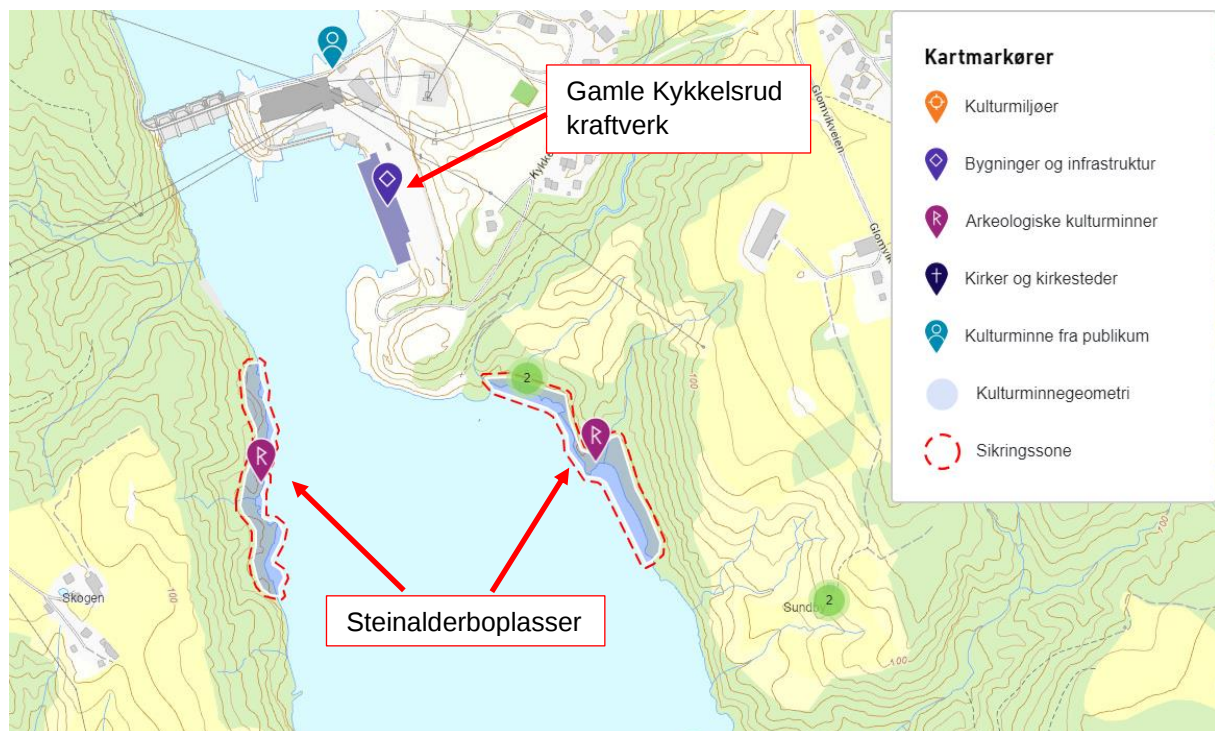 Gamle Kykkelsrud
kraftverk
Glomvikveien
2
100
Steinalderboplasser
Skogen
100
2
100
100
Kartmarkører
Kulturmiljøer
Bygninger og infrastruktur
Arkeologiske kulturminner
Kirker og kirkesteder
Kulturminne fra publikum
Kulturminnegeometri
Sikringssone